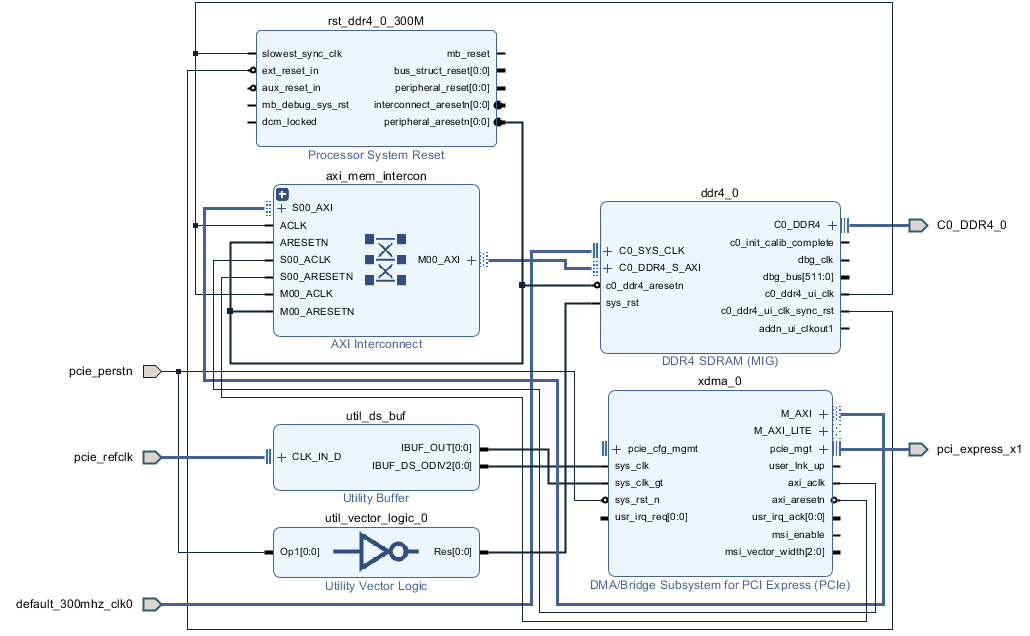 rst_ddr4_0_300M
slowest_sync_clk
ext_reset_in
aux_reset_in
mb_debug_sys_rst
dcm_locked
mb_reset
bus_struct_reset[0:0]
peripheral_reset[0:0]
interconnect_aresetn[0:0]
peripheral_aresetn[0:0]
Processor System Reset
axi_mem_intercon
S00_AXI
ACLK
ARESETN
S00_ACLK
S00_ARESETN
M00_ACLK
M00_ARESETN
M00_AXI
AXI Interconnect
ddr4_0
C0_SYS_CLK
C0_DDR4_S_AXI
c0_ddr4_aresetn
sys_rst
C0_DDR4
c0_init_calib_complete
dbg_clk
dbg_bus[511:0]
c0_ddr4_ui_clk
c0_ddr4_ui_clk_sync_rst
addn_ui_clkout1
DDR4 SDRAM (MIG)
C0_DDR4_0
pcie_perstn
xdma_0
pcie_cfg_mgmt
sys_clk
sys_clk_gt
sys_rst_n
usr_irq_req[0:0]
M_AXI
M_AXI_LITE
pcie_mgt
user_lnk_up
axi_aclk
axi_aresetn
usr_irq_ack[0:0]
msi_enable
msi_vector_width[2:0]
DMA/Bridge Subsystem for PCI Express (PCIe)
pci_express_x1
util_ds_buf
pcie_refclk
CLK_IN_D
IBUF_OUT[0:0]
IBUF_DS_ODIV2[0:0]
Utility Buffer
util_vector_logic_0
Op1[0:0]
Res[0:0]
Utility Vector Logic
default_300mhz_clk0